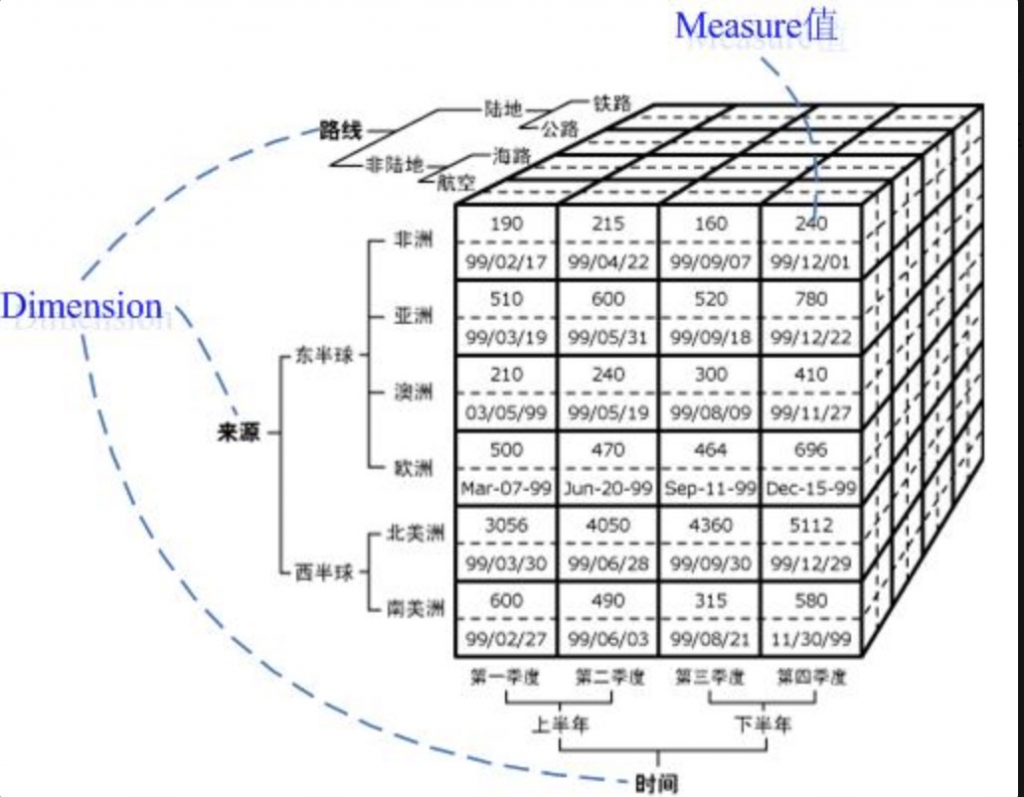 Measure值
路线
陆地
铁路
公路
非陆地
海路
航空
Dimension
来源
东半球
西半球
非洲
190 215 160 240
99/02/17 99/04/22 99/09/07 99/12/01
亚洲
510 600 520 780
99/03/19 99/05/31 99/09/18 99/12/22
澳洲
210 240 300 410
03/05/99 99/05/19 99/08/09 99/11/27
欧洲
500 470 464 696
Mar-07-99 Jun-20-99 Sep-11-99 Dec-15-99
北美洲
3056 4050 4360 5112
99/03/30 99/06/28 99/09/30 99/12/29
南美洲
600 490 315 580
99/02/27 99/06/03 99/08/21 11/30/99
第一季度 第二季度 第三季度 第四季度
上半年 下半年
时间